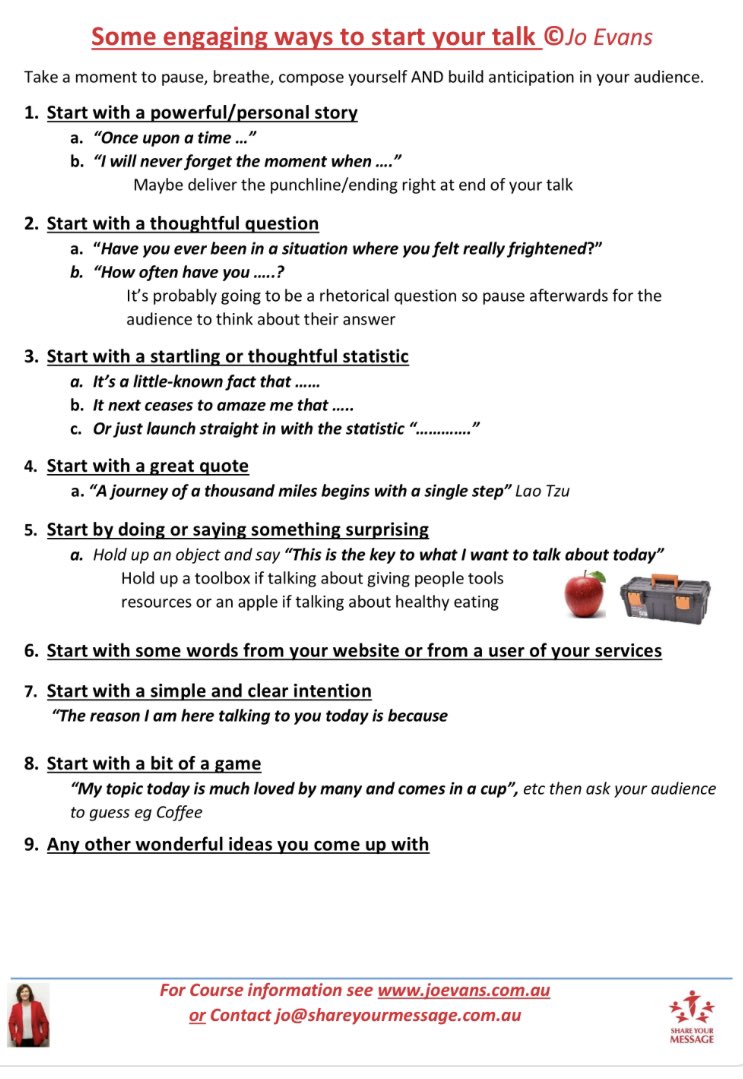 Some engaging ways to start your talk ©Jo Evans
Take a moment to pause, breathe, compose yourself AND build anticipation in your audience.
1. Start with a powerful/personal story
a. “Once upon a time …”
b. “I will never forget the moment when ….”
Maybe deliver the punchline/ending right at end of your talk
2. Start with a thoughtful question
a. “Have you ever been in a situation where you felt really frightened?”
b. “How often have you …..?
It’s probably going to be a rhetorical question so pause afterwards for the
audience to think about their answer
3. Start with a startling or thoughtful statistic
a. It’s a little-known fact that ……
b. It next ceases to amaze me that …..
c. Or just launch straight in with the statistic “………….”
4. Start with a great quote
a. “A journey of a thousand miles begins with a single step” Lao Tzu
5. Start by doing or saying something surprising
a. Hold up an object and say “This is the key to what I want to talk about today”
Hold up a toolbox if talking about giving people tools
resources or an apple if talking about healthy eating
6. Start with some words from your website or from a user of your services
7. Start with a simple and clear intention
“The reason I am here talking to you today is because
8. Start with a bit of a game
“My topic today is much loved by many and comes in a cup”, etc then ask your audience
to guess eg Coffee
9. Any other wonderful ideas you come up with
For Course information see www.joevans.com.au
or Contact jo@shareyourmessage.com.au
SHARE YOUR
MESSAGE